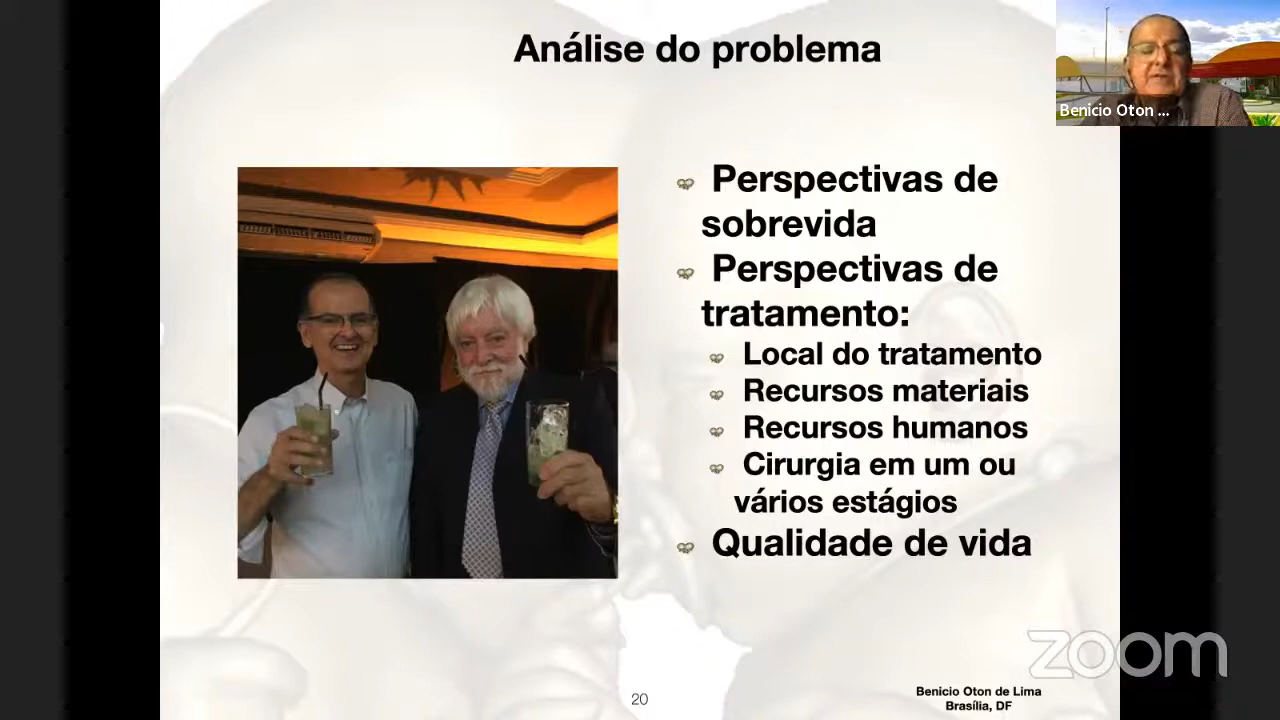 Análise do problema
Benicio Oton ...
Perspectivas de
sobrevida
Perspectivas de
tratamento:
Local do tratamento
Recursos materiais
Recursos humanos
Cirurgia em um ou
vários estágios
Qualidade de vida
zoom
20
Benicio Oton de Lima
Brasília, DF